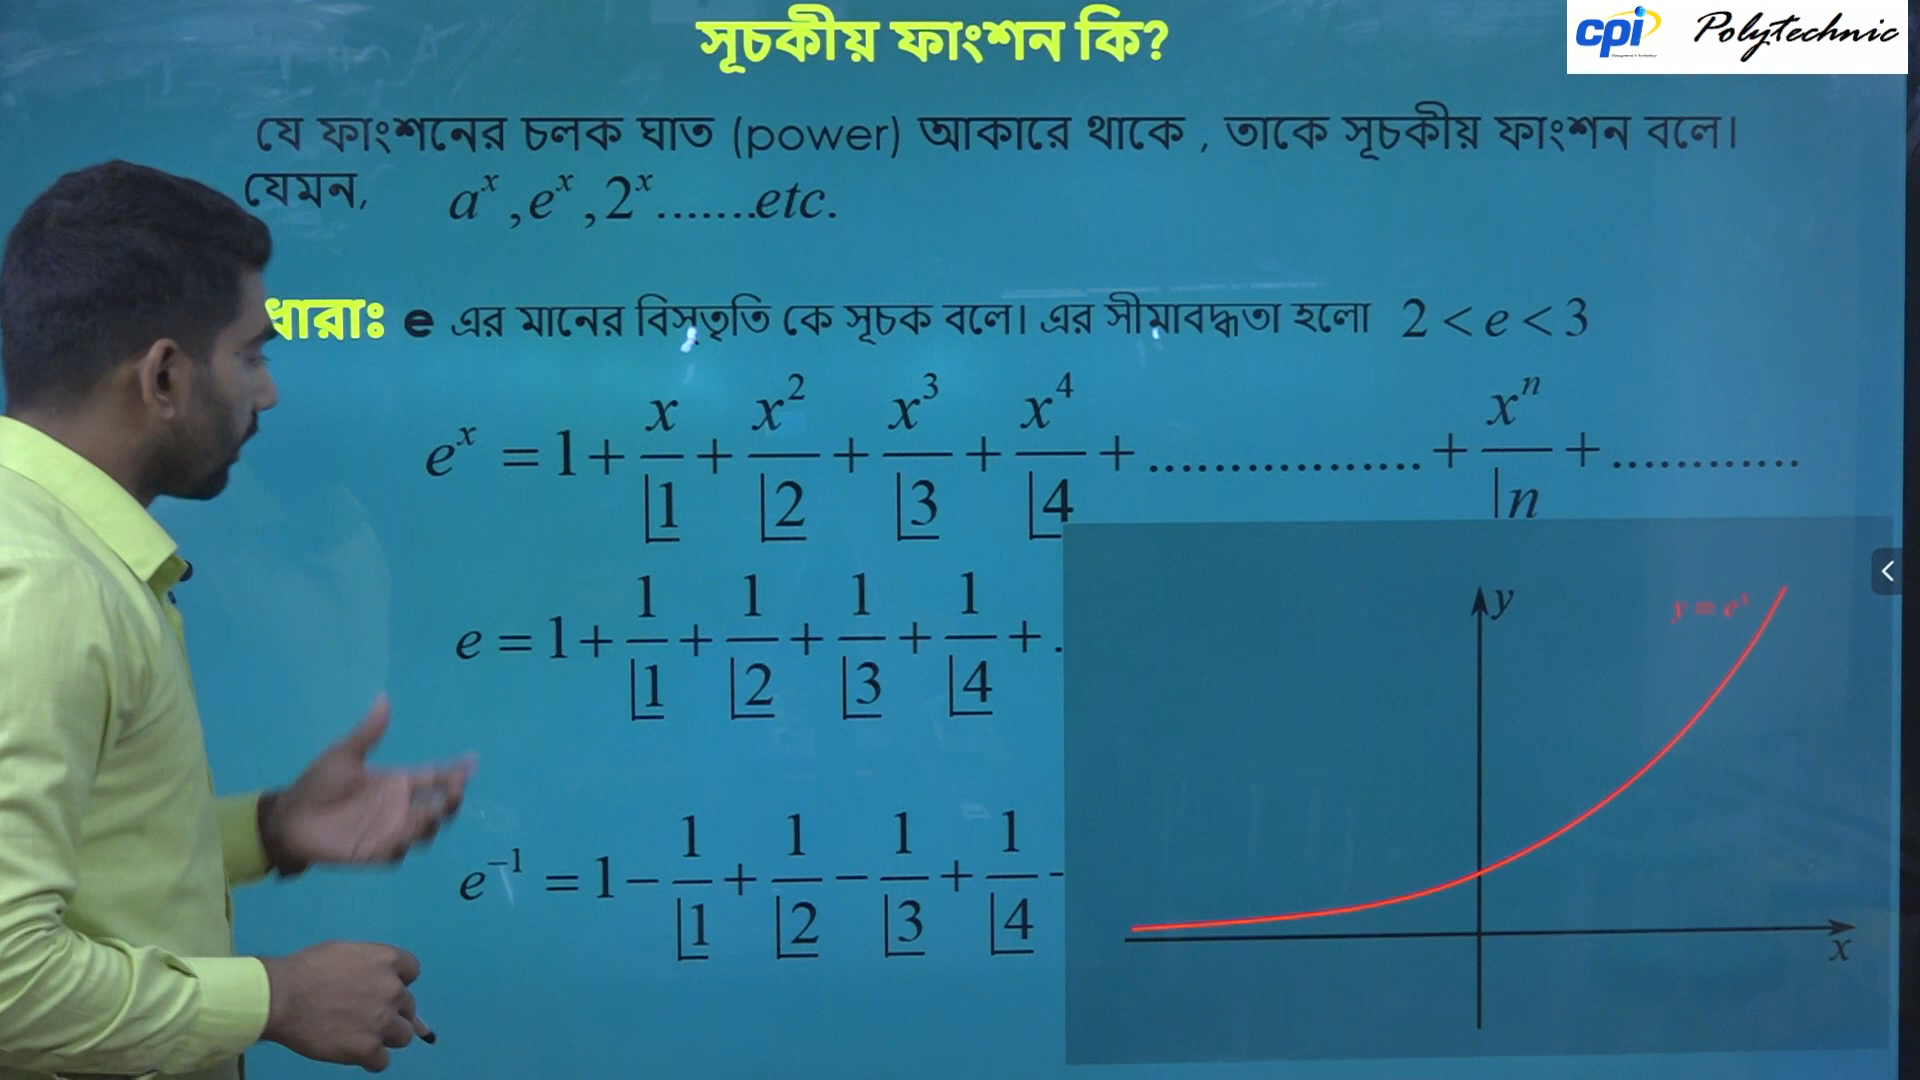 সূচকীয় ফাংশন কি?
cpi Polytechnic
যে ফাংশনের চলক ঘাত (power) আকারে থাকে , তাকে সূচকীয় ফাংশন বলে।
যেমন, a^x , e^x , 2^x .......etc.
ধারাঃ e এর মানের বিস্তৃতি কে সূচক বলে। এর সীমাবদ্ধতা হলো 2 < e < 3
e^x = 1 + x/⌊1 + x^2/⌊2 + x^3/⌊3 + x^4/⌊4 + .................. + x^n/⌊n + ............
e = 1 + 1/⌊1 + 1/⌊2 + 1/⌊3 + 1/⌊4 + .
y
y = e^x
e^-1 = 1 - 1/⌊1 + 1/⌊2 - 1/⌊3 + 1/⌊4 -
x